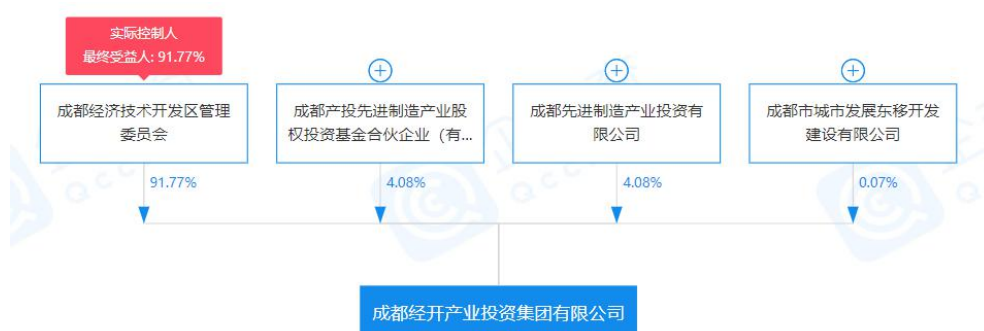 实际控制人
最终受益人: 91.77%
成都经济技术开发区管理
委员会
成都产投先进制造产业股
权投资基金合伙企业（有...
成都先进制造产业投资有
限公司
成都市城市发展东移开发
建设有限公司
91.77%
4.08%
4.08%
0.07%
成都经开产业投资集团有限公司